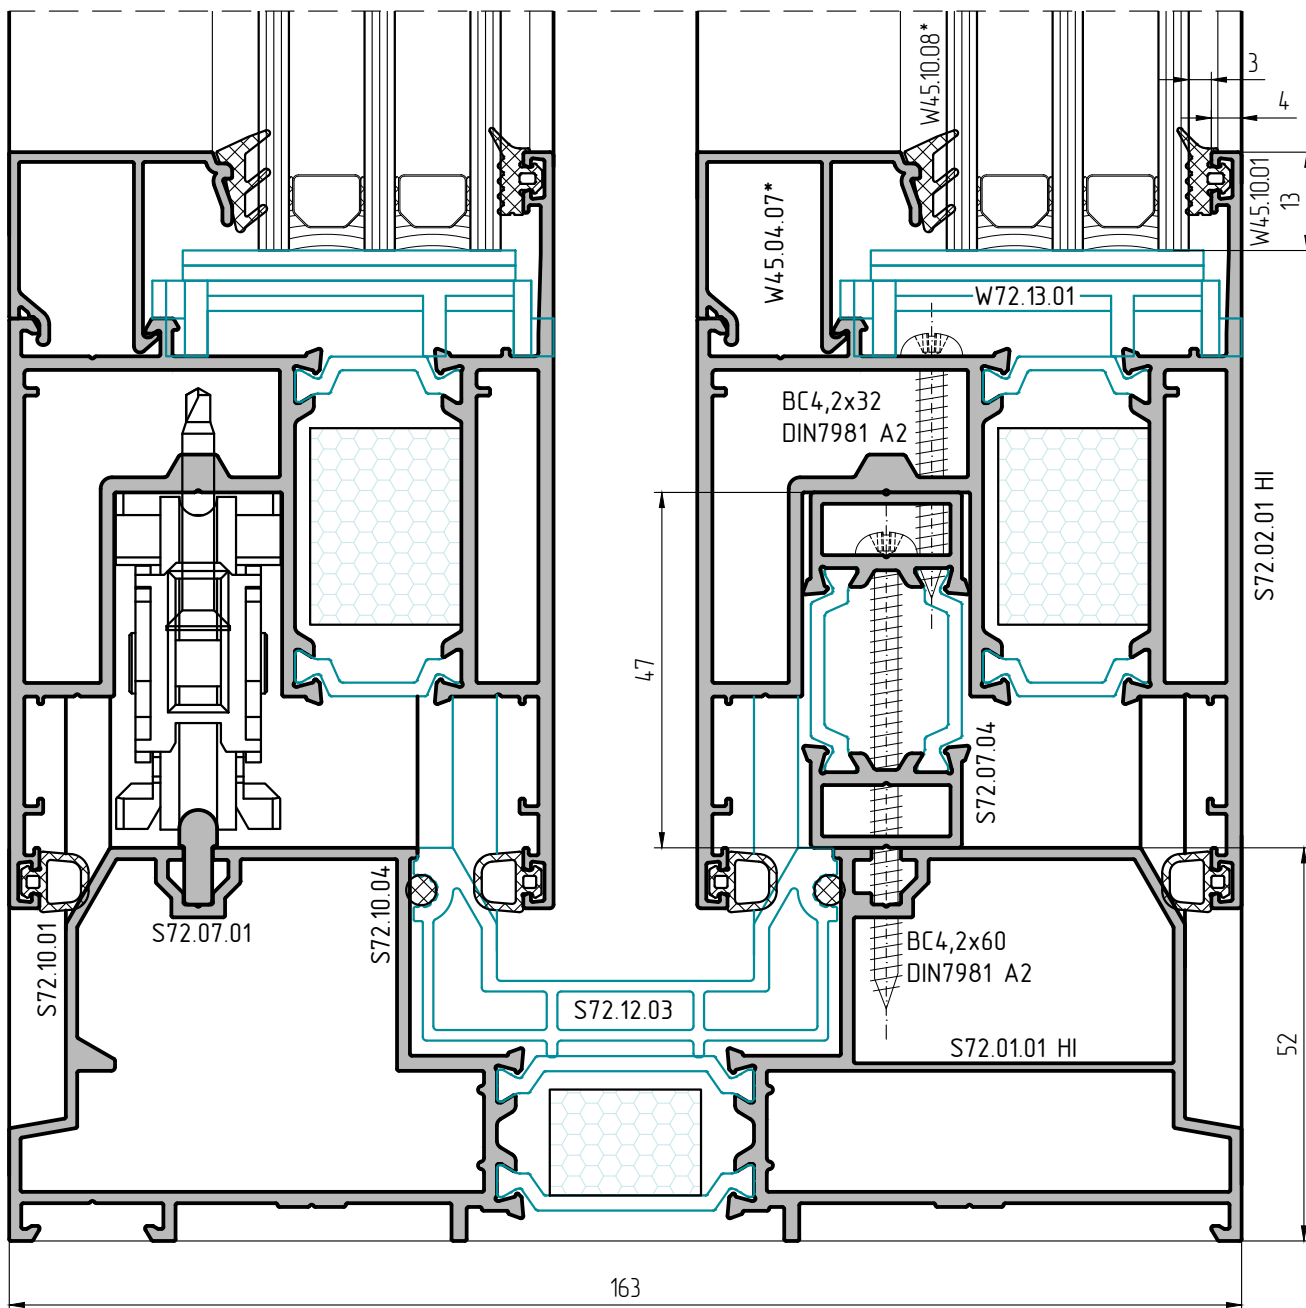 W45.10.08*
3
4
W45.10.01
13
W45.04.07*
W72.13.01
BC4,2x32
DIN7981 A2
S72.02.01 HI
47
S72.07.04
S72.10.01
S72.07.01
S72.10.04
BC4,2x60
DIN7981 A2
S72.12.03
S72.01.01 HI
52
163